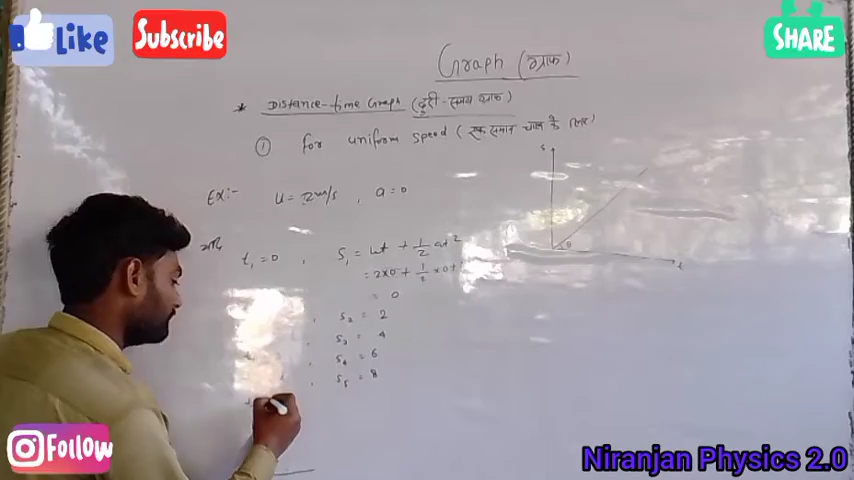 Like
Subscribe
SHARE
Graph (ग्राफ)
* Distance-time Graph (दुरी-समय ग्राफ)
① for uniform speed (एक समान चाल के लिए)
s
Ex:- u = 2m/s , a = 0
θ
t
यदि t₁ = 0 , S₁ = ut + 1/2 at²
= 2×0 + 1/2 ×0×
= 0
, S₂ = 2
, S₃ = 4
, S₄ = 6
, S₅ = 8
Follow
Niranjan Physics 2.0